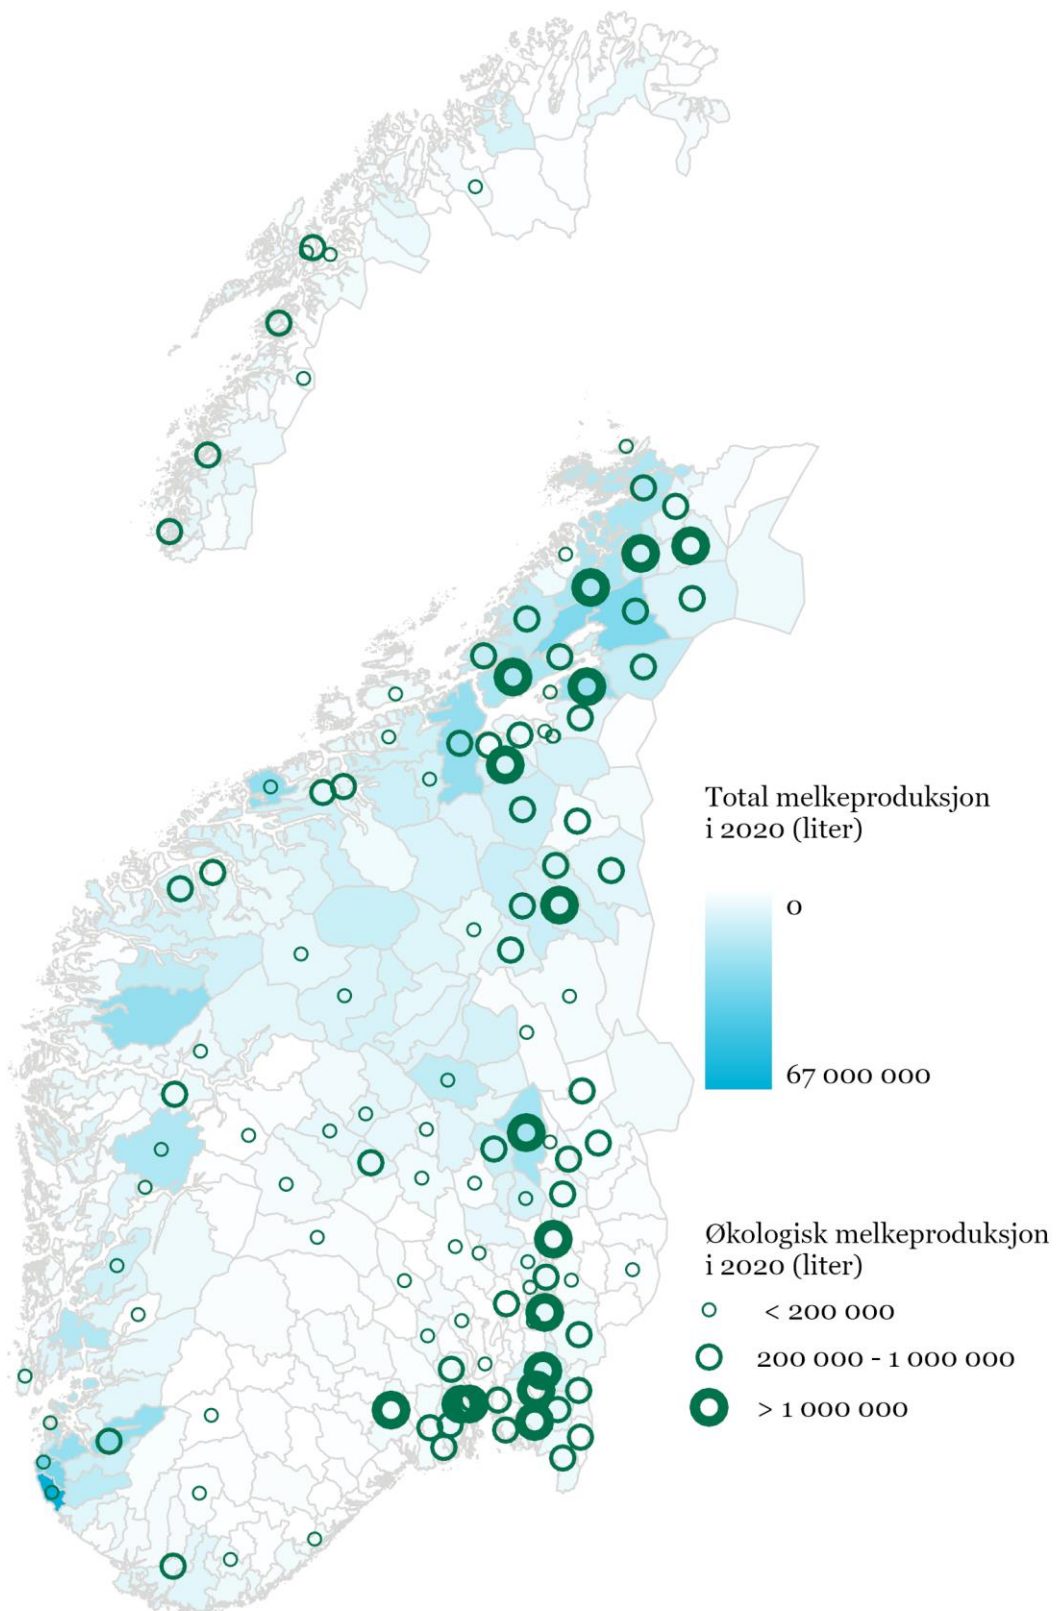 Total melkeproduksjon
i 2020 (liter)
0
67 000 000
Økologisk melkeproduksjon
i 2020 (liter)
< 200 000
200 000 - 1 000 000
> 1 000 000